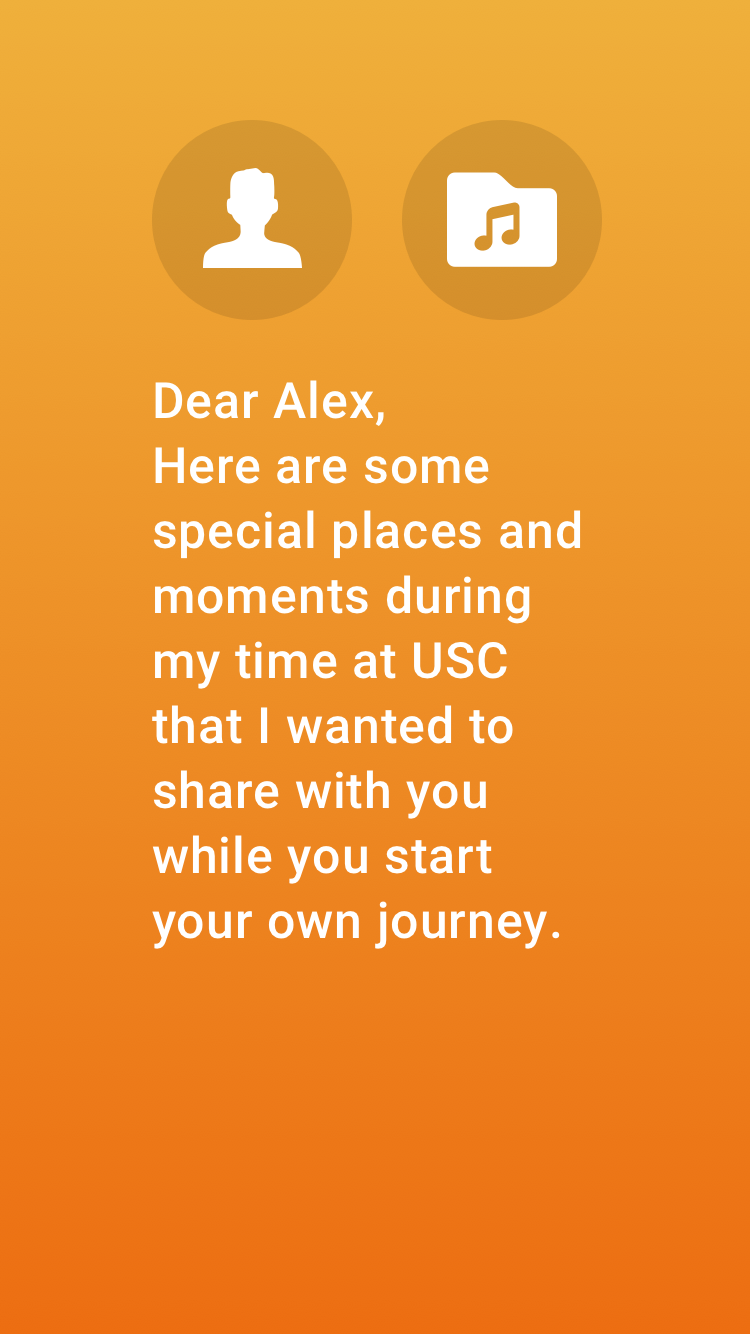 Dear Alex,
Here are some
special places and
moments during
my time at USC
that I wanted to
share with you
while you start
your own journey.